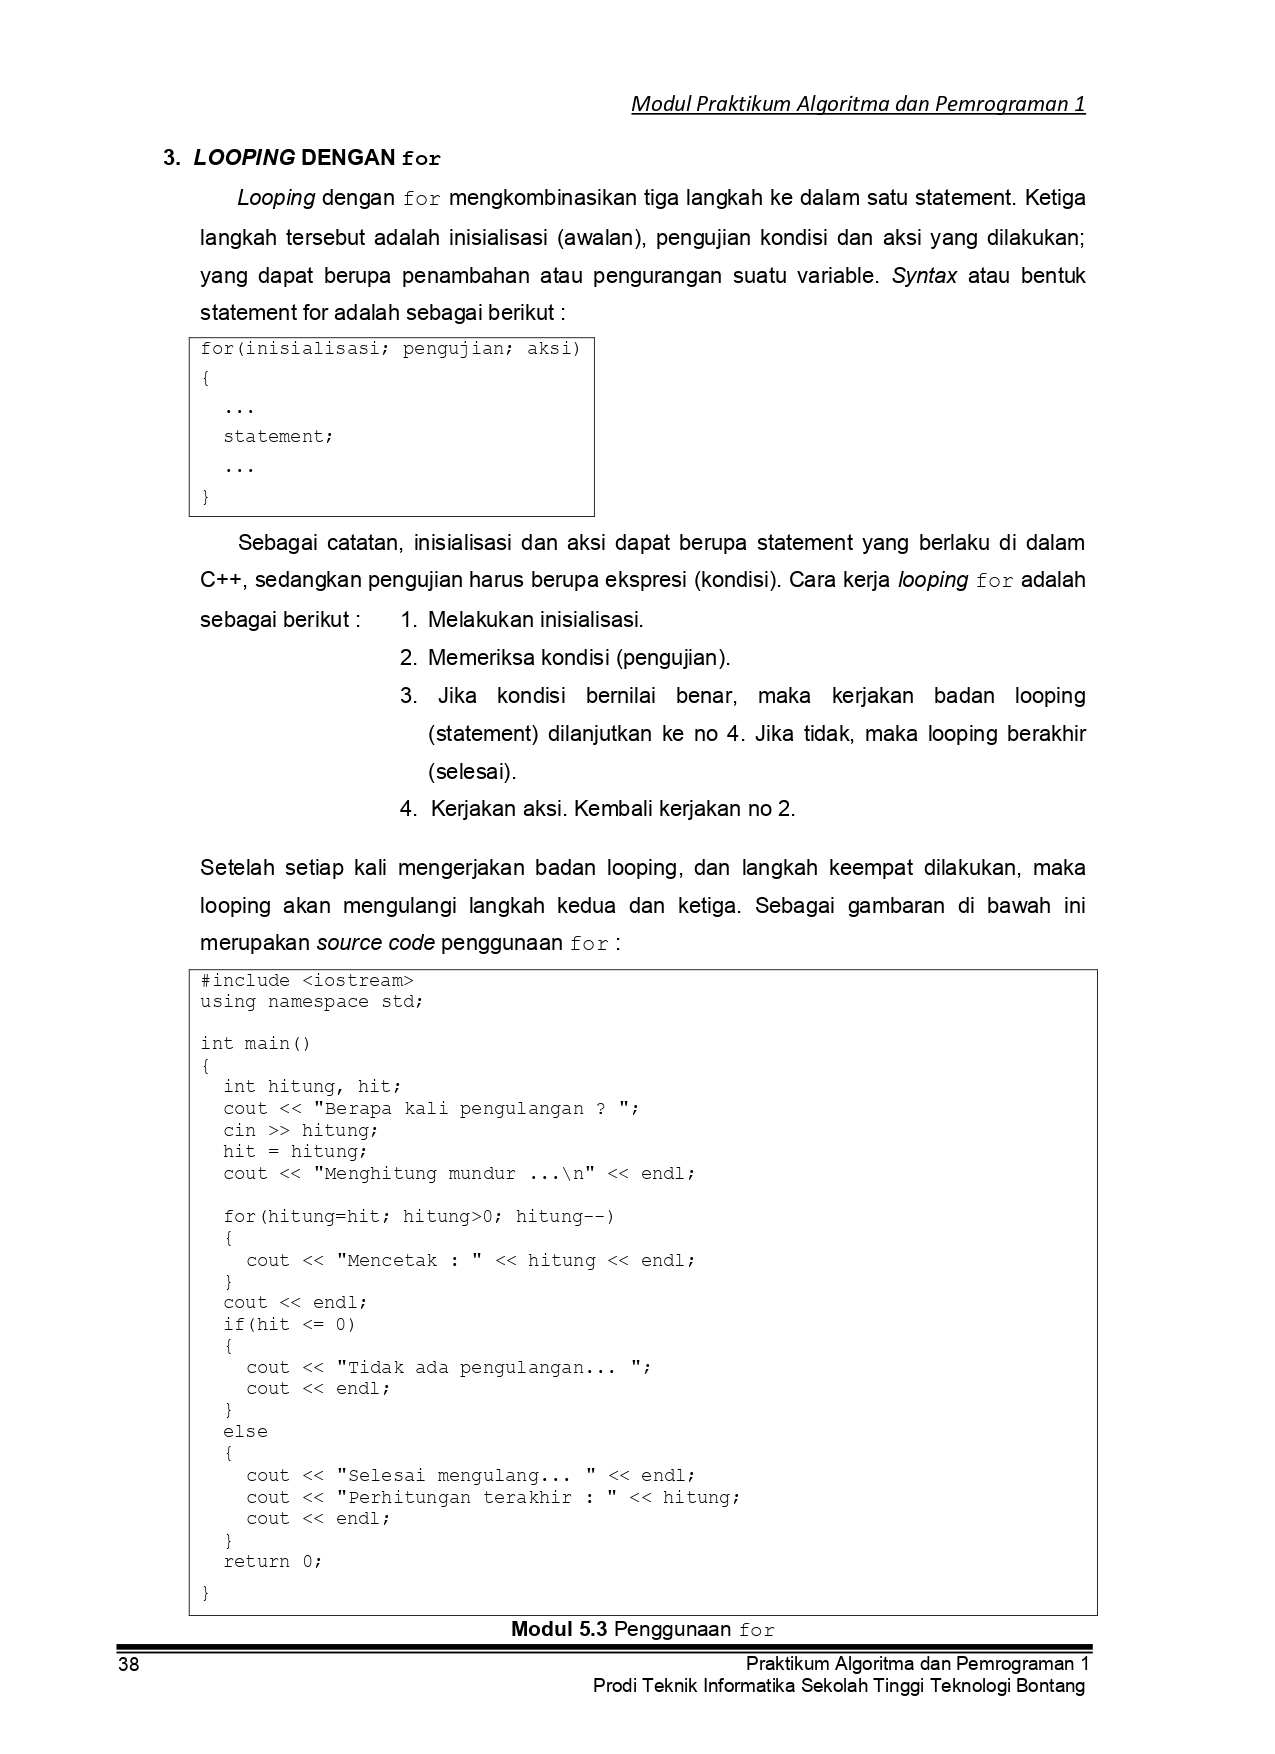 Modul Praktikum Algoritma dan Pemrograman 1
3. LOOPING DENGAN for
Looping dengan for mengkombinasikan tiga langkah ke dalam satu statement. Ketiga
langkah tersebut adalah inisialisasi (awalan), pengujian kondisi dan aksi yang dilakukan;
yang dapat berupa penambahan atau pengurangan suatu variable. Syntax atau bentuk
statement for adalah sebagai berikut :
for(inisialisasi; pengujian; aksi)
{
...
statement;
...
}
Sebagai catatan, inisialisasi dan aksi dapat berupa statement yang berlaku di dalam
C++, sedangkan pengujian harus berupa ekspresi (kondisi). Cara kerja looping for adalah
sebagai berikut : 1. Melakukan inisialisasi.
2. Memeriksa kondisi (pengujian).
3. Jika kondisi bernilai benar, maka kerjakan badan looping
(statement) dilanjutkan ke no 4. Jika tidak, maka looping berakhir
(selesai).
4. Kerjakan aksi. Kembali kerjakan no 2.
Setelah setiap kali mengerjakan badan looping, dan langkah keempat dilakukan, maka
looping akan mengulangi langkah kedua dan ketiga. Sebagai gambaran di bawah ini
merupakan source code penggunaan for :
#include <iostream>
using namespace std;
int main()
{
int hitung, hit;
cout << "Berapa kali pengulangan ? ";
cin >> hitung;
hit = hitung;
cout << "Menghitung mundur ...\n" << endl;
for(hitung=hit; hitung>0; hitung--)
{
cout << "Mencetak : " << hitung << endl;
}
cout << endl;
if(hit <= 0)
{
cout << "Tidak ada pengulangan... ";
cout << endl;
}
else
{
cout << "Selesai mengulang... " << endl;
cout << "Perhitungan terakhir : " << hitung;
cout << endl;
}
return 0;
}
Modul 5.3 Penggunaan for
38 Praktikum Algoritma dan Pemrograman 1
Prodi Teknik Informatika Sekolah Tinggi Teknologi Bontang